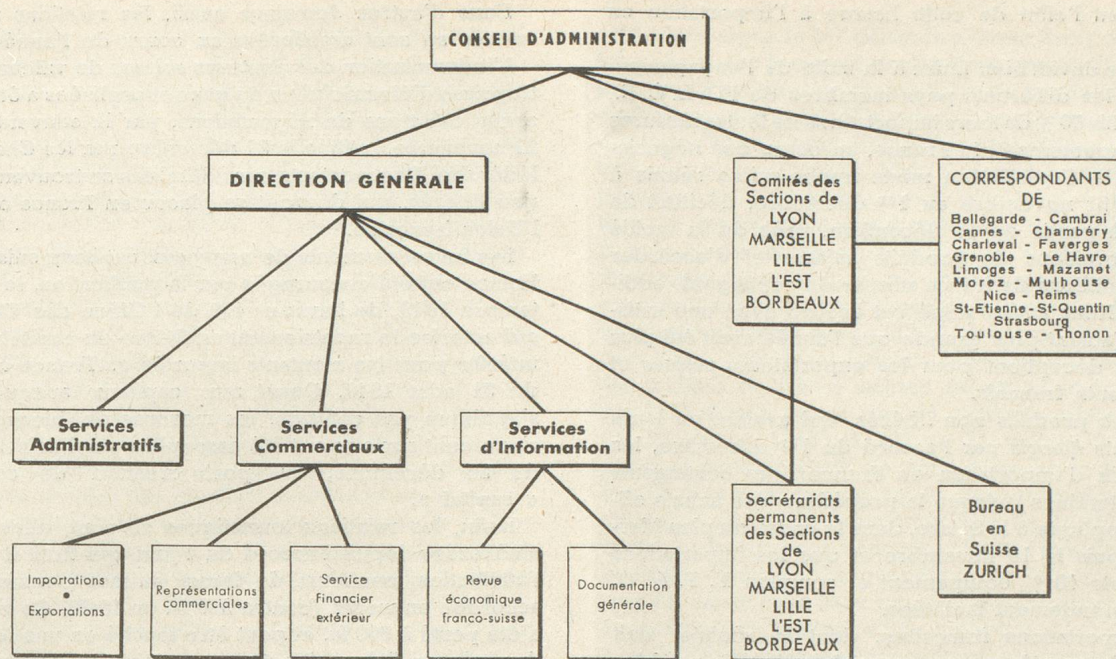 CONSEIL D'ADMINISTRATION
DIRECTION GÉNÉRALE
Comités des
Sections de
LYON
MARSEILLE
LILLE
L'EST
BORDEAUX
CORRESPONDANTS
DE
Bellegarde - Cambrai
Cannes - Chambéry
Charleval - Faverges
Grenoble - Le Havre
Limoges - Mazamet
Morez - Mulhouse
Nice - Reims
St-Etienne - St-Quentin
Strasbourg
Toulouse - Thonon
Services
Administratifs
Services
Commerciaux
Services
d'Information
Importations
•
Exportations
Représentations
commerciales
Service
Financier
extérieur
Revue
économique
francó-suisse
Documentation
générale
Secrétariats
permanents
des Sections
de
LYON
MARSEILLE
LILLE
L'EST
BORDEAUX
Bureau
en
Suisse
ZURICH